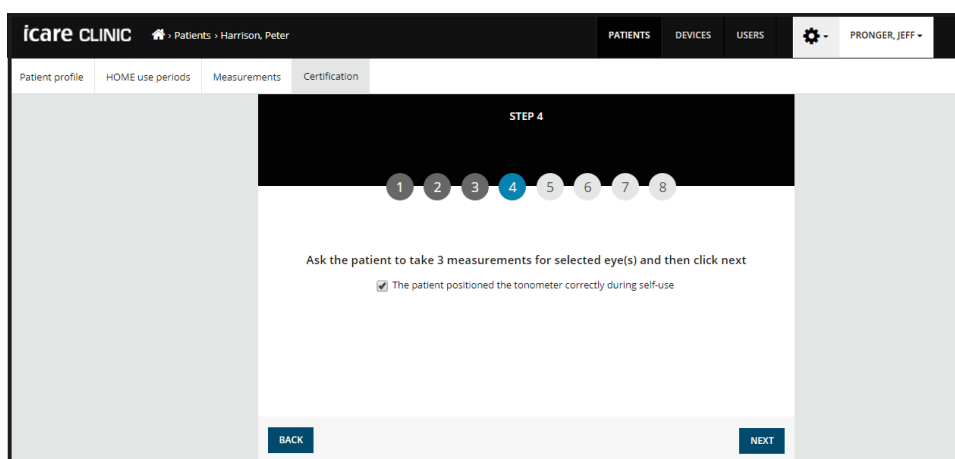 icare CLINIC › Patients › Harrison, Peter PATIENTS DEVICES USERS PRONGER, JEFF
Patient profile HOME use periods Measurements Certification
STEP 4
1 2 3 4 5 6 7 8
Ask the patient to take 3 measurements for selected eye(s) and then click next
The patient positioned the tonometer correctly during self-use
BACK NEXT